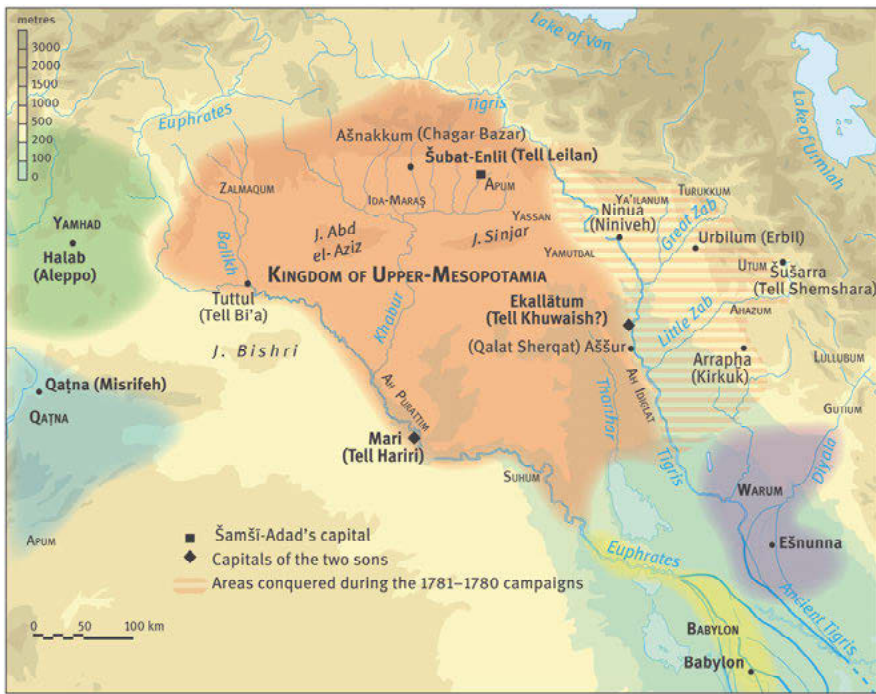 metres
3000
2000
1500
1000
500
200
100
0
Lake of Van
Lake of Urmiah
Euphrates
Tigris
Ašnakkum (Chagar Bazar)
Šubat-Enlil (Tell Leilan)
ZALMAQUM
IDA-MARAṢ
APUM
YASSAN
YA'ILANUM
TURUKKUM
Ninua
(Niniveh)
Great Zab
Urbilum (Erbil)
YAMHAD
Halab
(Aleppo)
Balikh
J. Abd
el-Aziz
J. Sinjar
YAMUTBAL
UTUM
Šušarra
(Tell Shemshara)
KINGDOM OF UPPER-MESOPOTAMIA
Tuttul
(Tell Bi'a)
Khabur
Ekallātum
(Tell Khuwaish?)
Little Zab
AHAZUM
(Qalat Sherqat) Aššur
J. Bishri
Arrapḫa
(Kirkuk)
LULLUBUM
Qaṭna (Misrifeh)
QAṬNA
AH PURATTIM
Tharthar
AH IDIGLAT
GUTIUM
Mari
(Tell Hariri)
SUHUM
Tigris
WARUM
Diyala
APUM
Šamšī-Adad's capital
Capitals of the two sons
Areas conquered during the 1781–1780 campaigns
Euphrates
Ešnunna
Ancient Tigris
0 50 100 km
BABYLON
Babylon